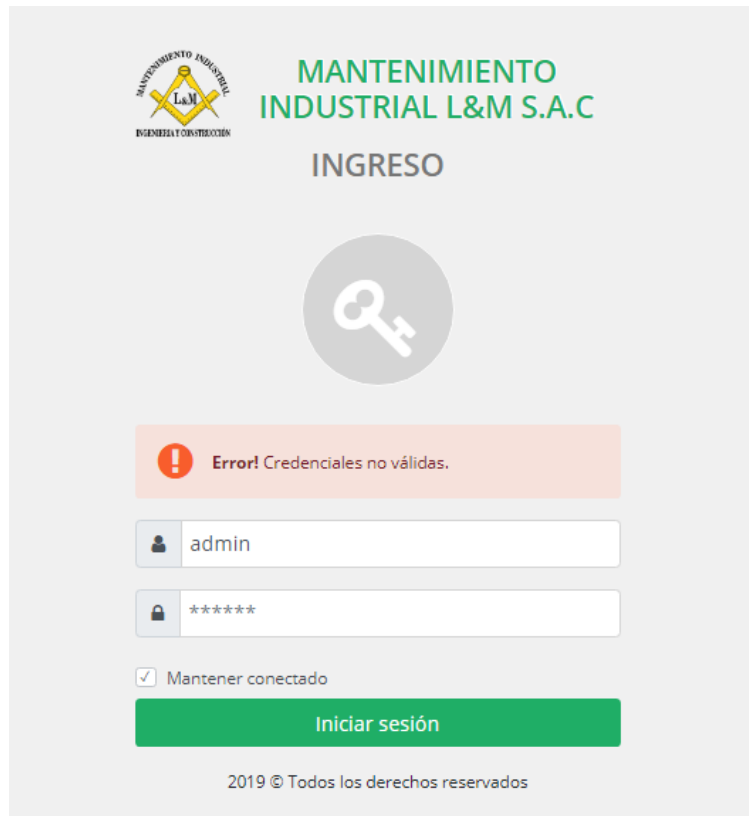 MANTENIMIENTO INDUSTRIAL
L&M
INGENIERIA Y CONSTRUCCIÓN
MANTENIMIENTO
INDUSTRIAL L&M S.A.C
INGRESO
Error! Credenciales no válidas.
admin
******
Mantener conectado
Iniciar sesión
2019 © Todos los derechos reservados